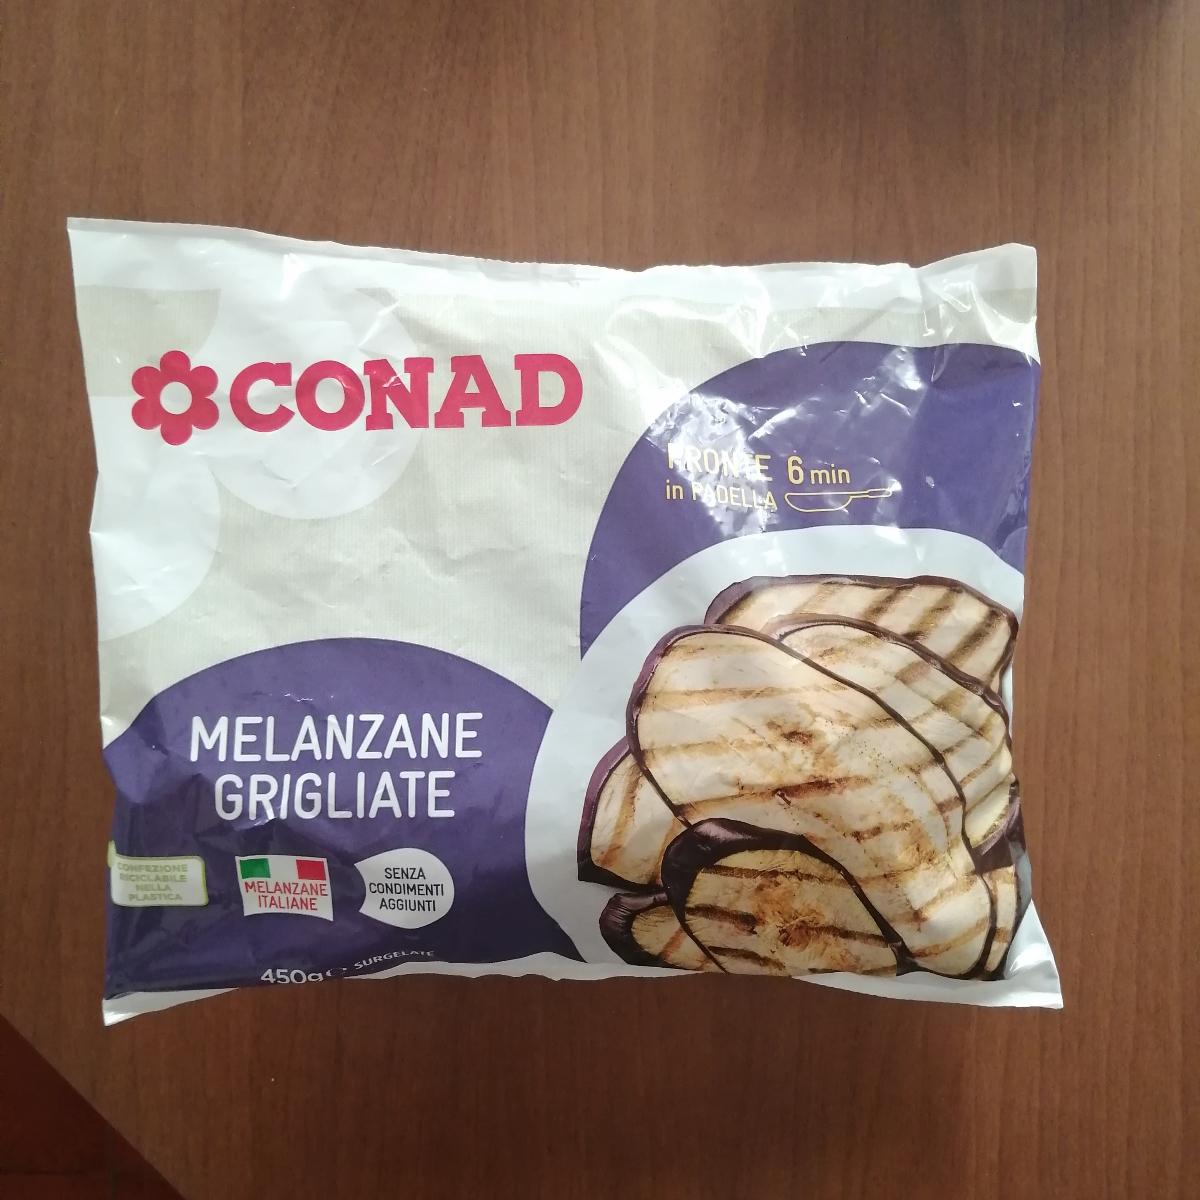 CONAD
PRONTE 6 min
in PADELLA
MELANZANE
GRIGLIATE
CONFEZIONE
RICICLABILE
NELLA
PLASTICA
MELANZANE
ITALIANE
SENZA
CONDIMENTI
AGGIUNTI
450g e SURGELATE